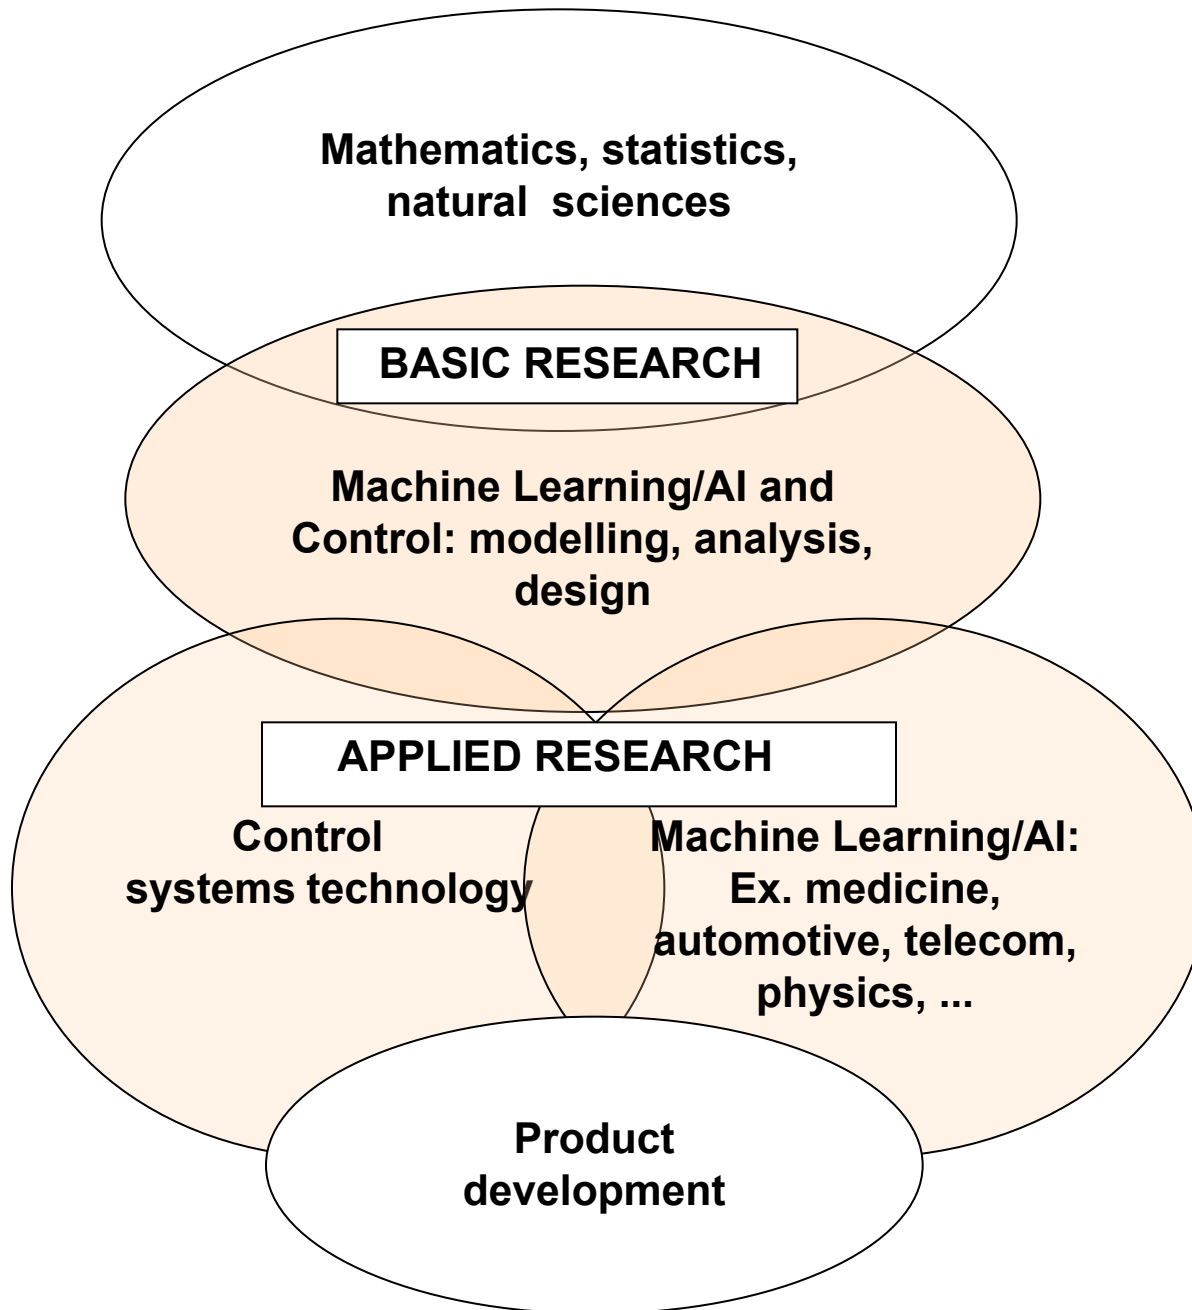 Mathematics, statistics,
natural sciences
BASIC RESEARCH
Machine Learning/AI and
Control: modelling, analysis,
design
APPLIED RESEARCH
Control
systems technology
Machine Learning/AI:
Ex. medicine,
automotive, telecom,
physics, ...
Product
development